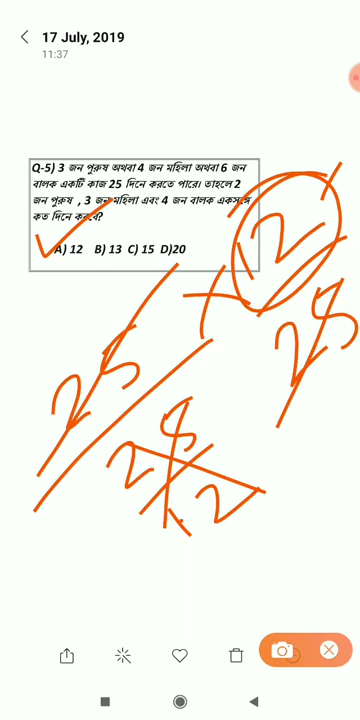 17 July, 2019
11:37
Q-5) 3 জন পুরুষ অথবা 4 জন মহিলা অথবা 6 জন
বালক একটি কাজ 25 দিনে করতে পারে। তাহলে 2
জন পুরুষ , 3 জন মহিলা এবং 4 জন বালক একসঙ্গে
কত দিনে করবে?
A) 12 B) 13 C) 15 D)20
12
25
25
25
12